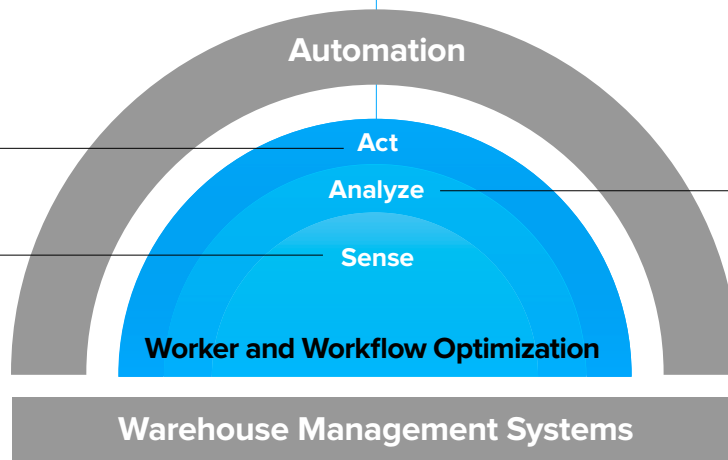 Automation
Act
Analyze
Sense
Worker and Workflow Optimization
Warehouse Management Systems